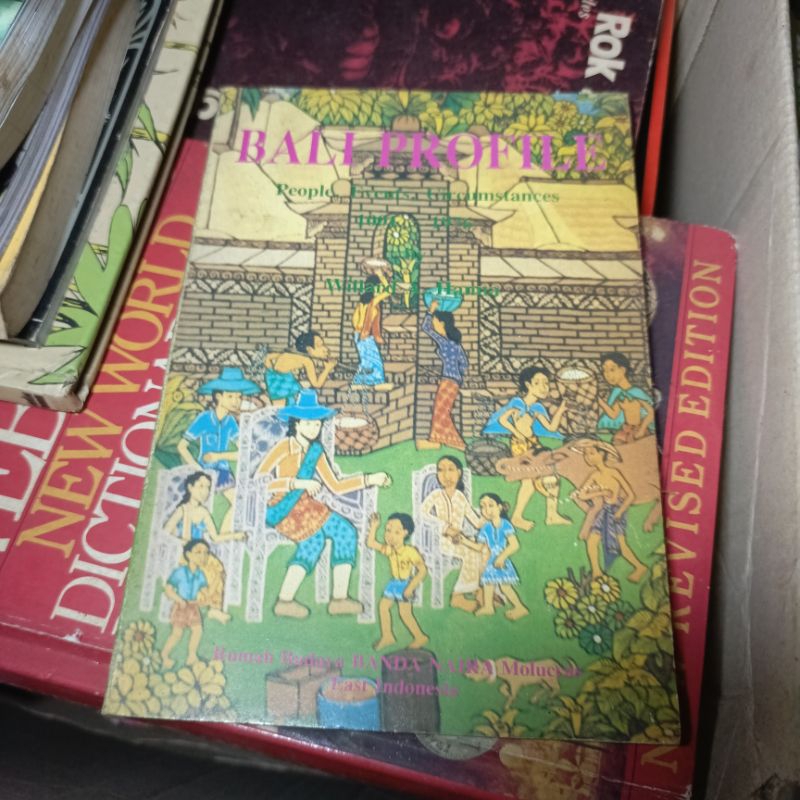 Rok
BALI PROFILE
People, Events, Circumstances
by
Willard A. Hanna
Rumah Budaya BANDA NAIRA Moluccas
East Indonesia
NEW WORLD
REVISED EDITION